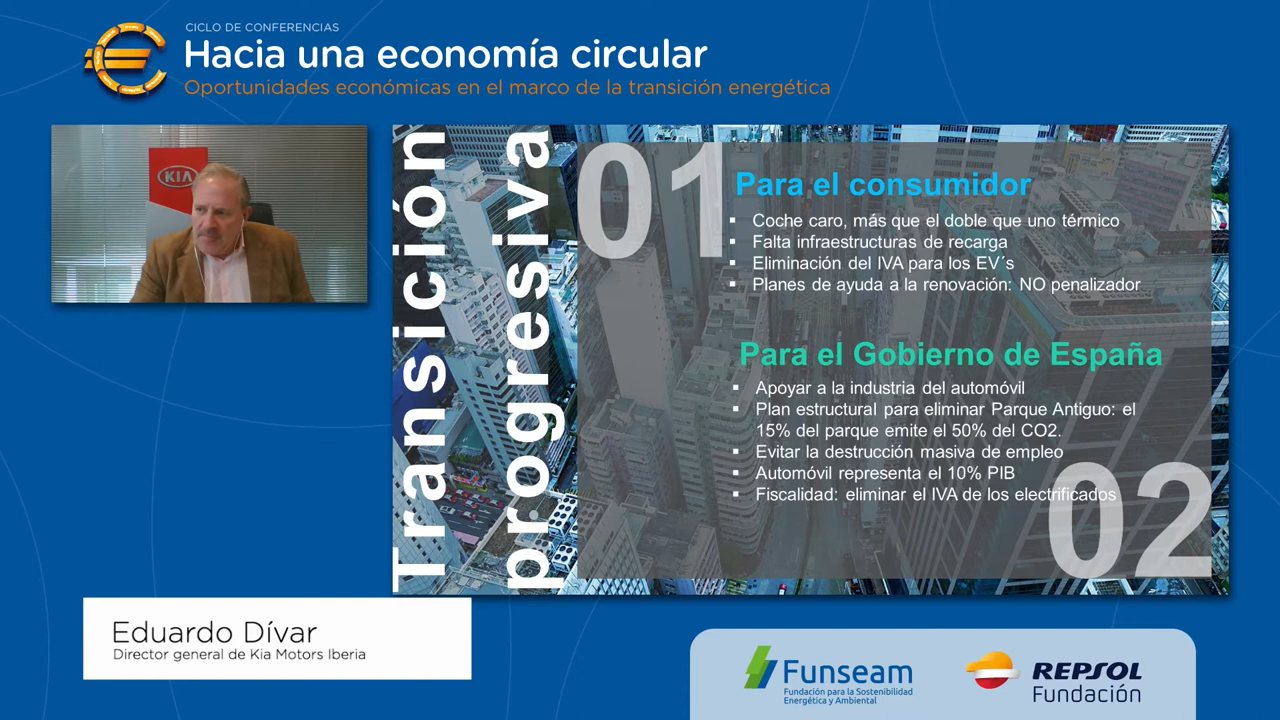 CICLO DE CONFERENCIAS
Hacia una economía circular
Oportunidades económicas en el marco de la transición energética
KIA
Transición
progresiva
01
Para el consumidor
▪ Coche caro, más que el doble que uno térmico
▪ Falta infraestructuras de recarga
▪ Eliminación del IVA para los EV´s
▪ Planes de ayuda a la renovación: NO penalizador
Para el Gobierno de España
▪ Apoyar a la industria del automóvil
▪ Plan estructural para eliminar Parque Antiguo: el
15% del parque emite el 50% del CO2.
▪ Evitar la destrucción masiva de empleo
▪ Automóvil representa el 10% PIB
▪ Fiscalidad: eliminar el IVA de los electrificados
02
Eduardo Dívar
Director general de Kia Motors Iberia
Funseam
Fundación para la Sostenibilidad
Energética y Ambiental
REPSOL
Fundación